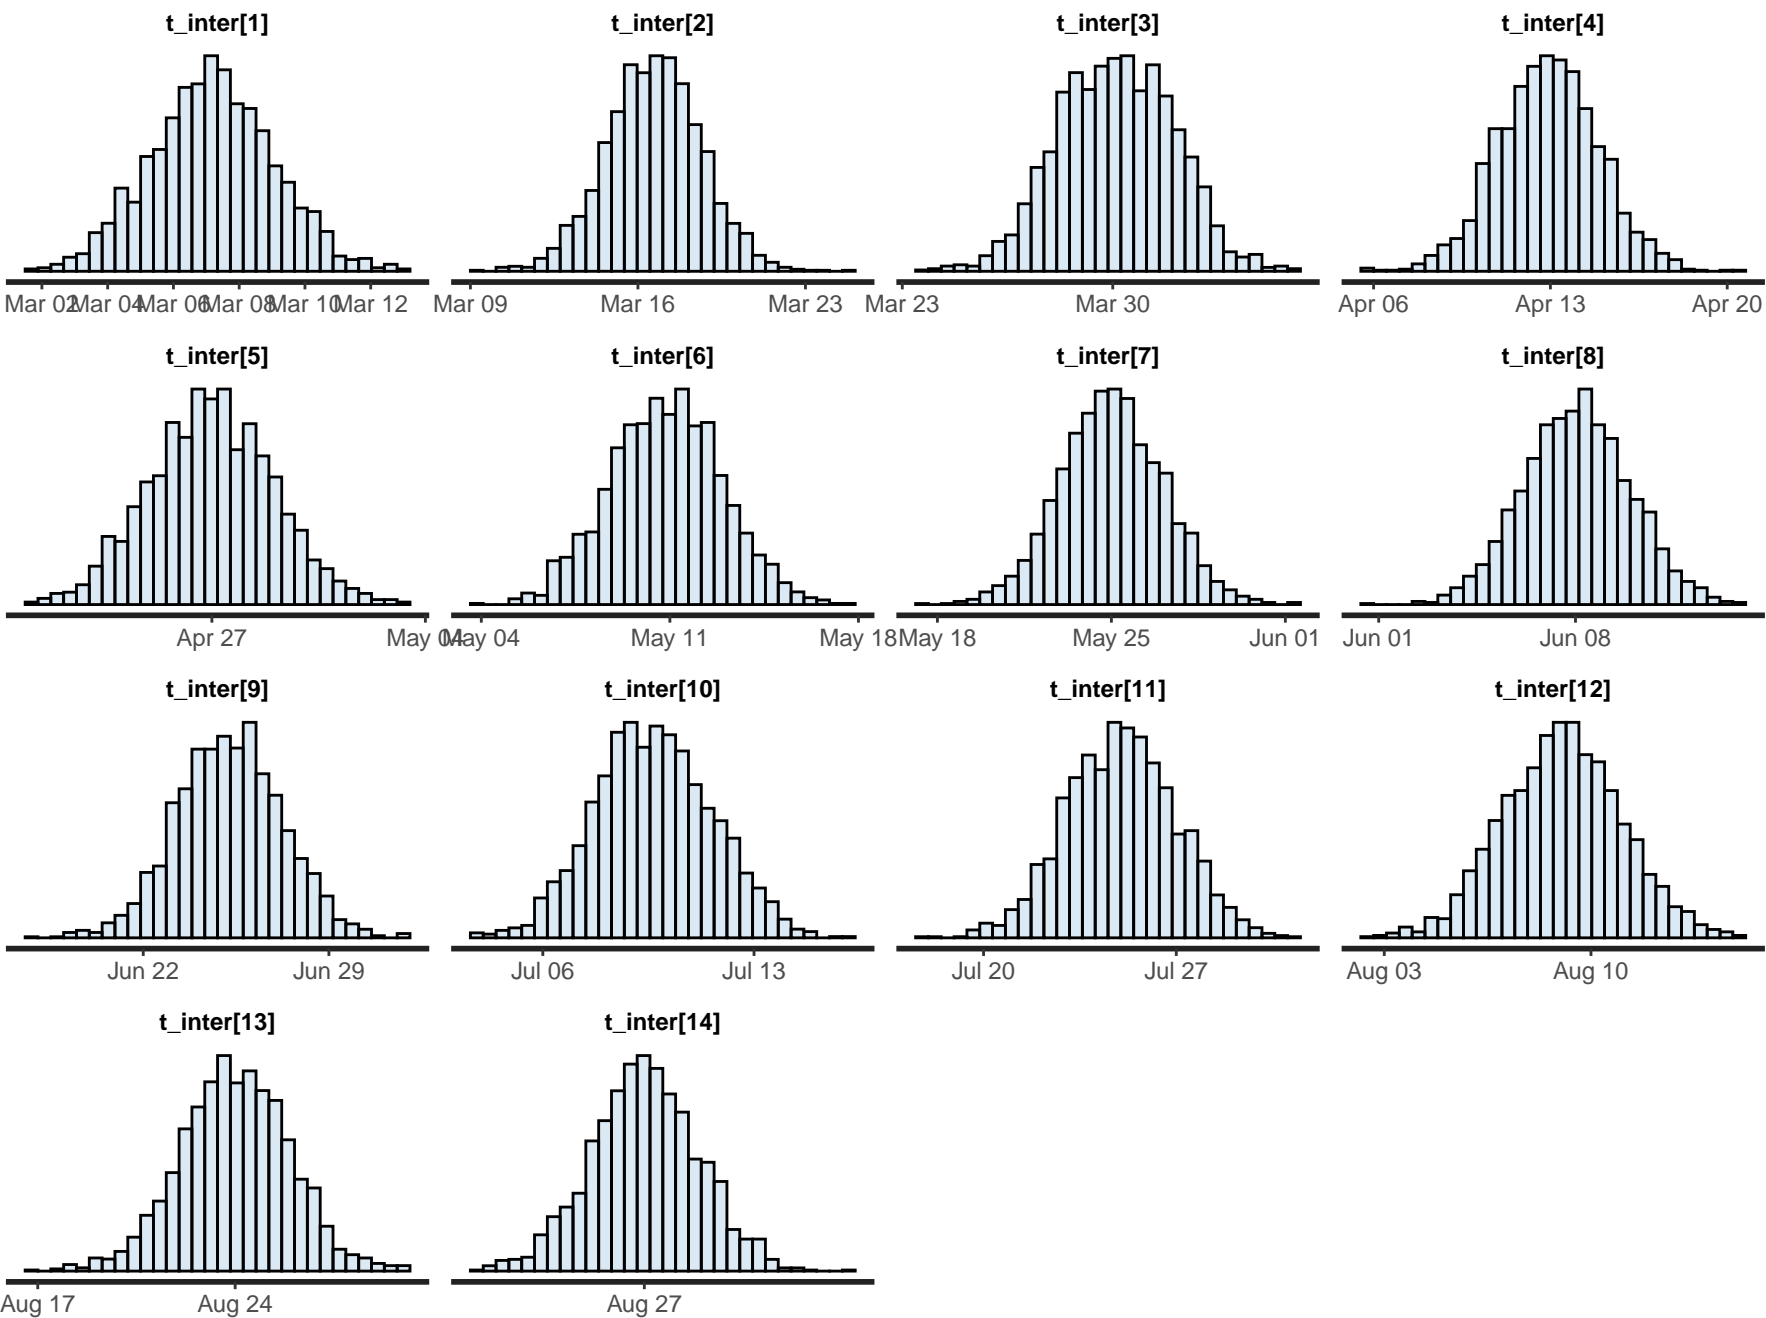 t_inter[1] t_inter[2] t_inter[3] t_inter[4]
Mar 02 Mar 04 Mar 06 Mar 08 Mar 10 Mar 12 Mar 09 Mar 16 Mar 23 Mar 23 Mar 30 Apr 06 Apr 13 Apr 20
t_inter[5] t_inter[6] t_inter[7] t_inter[8]
Apr 27 May 04 May 04 May 11 May 18 May 18 May 25 Jun 01 Jun 01 Jun 08
t_inter[9] t_inter[10] t_inter[11] t_inter[12]
Jun 22 Jun 29 Jul 06 Jul 13 Jul 20 Jul 27 Aug 03 Aug 10
t_inter[13] t_inter[14]
Aug 17 Aug 24 Aug 27